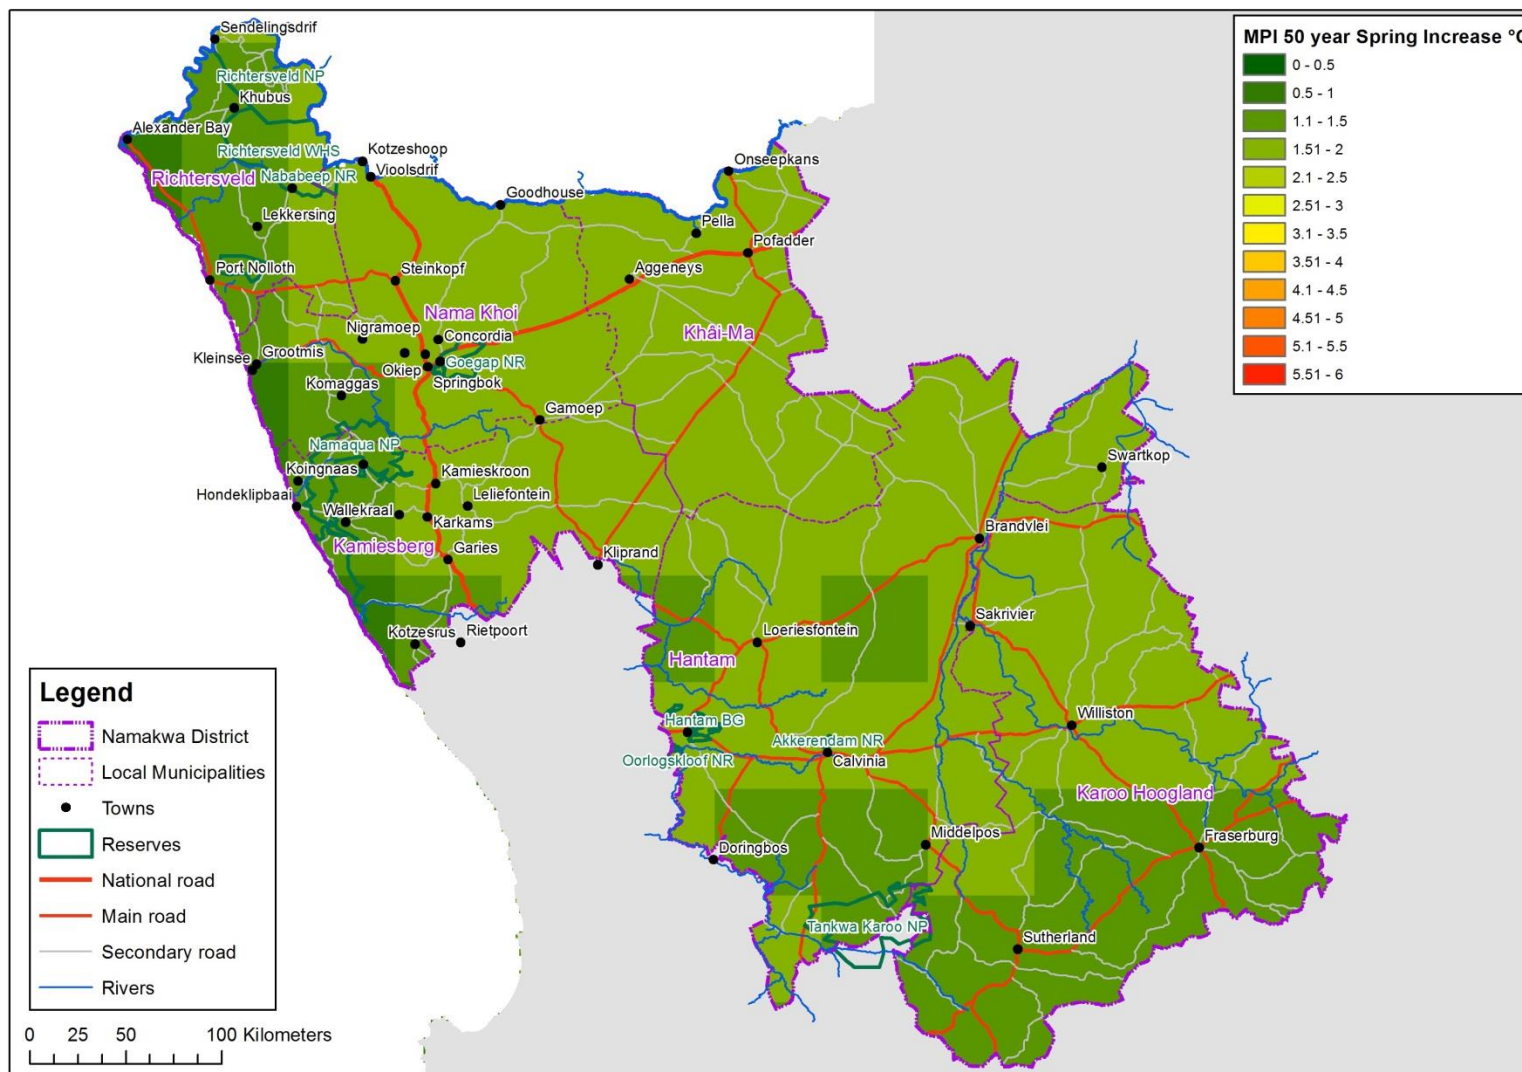 MPI 50 year Spring Increase °C
0 - 0.5
0.5 - 1
1.1 - 1.5
1.51 - 2
2.1 - 2.5
2.51 - 3
3.1 - 3.5
3.51 - 4
4.1 - 4.5
4.51 - 5
5.1 - 5.5
5.51 - 6
Sendelingsdrif
Richtersveld NP
Khubus
Alexander Bay
Richtersveld WHS
Kotzeshoop
Vioolsdrif
Richtersveld
Nababeep NR
Onseepkans
Goodhouse
Lekkersing
Pella
Pofadder
Port Nolloth
Steinkopf
Aggeneys
Nama Khoi
Nigramoep
Concordia
Khâi-Ma
Kleinsee
Grootmis
Okiep
Goegap NR
Springbok
Komaggas
Gamoep
Namaqua NP
Koingnaas
Kamieskroon
Swartkop
Hondeklipbaai
Leliefontein
Wallekraal
Karkams
Brandvlei
Kamiesberg
Garies
Kliprand
Sakrivier
Kotzesrus
Rietpoort
Loeriesfontein
Hantam
Hantam BG
Williston
Akkerendam NR
Oorlogskloof NR
Calvinia
Karoo Hoogland
Middelpos
Fraserburg
Doringbos
Tankwa Karoo NP
Sutherland
Legend
Namakwa District
Local Municipalities
Towns
Reserves
National road
Main road
Secondary road
Rivers
0 25 50 100 Kilometers